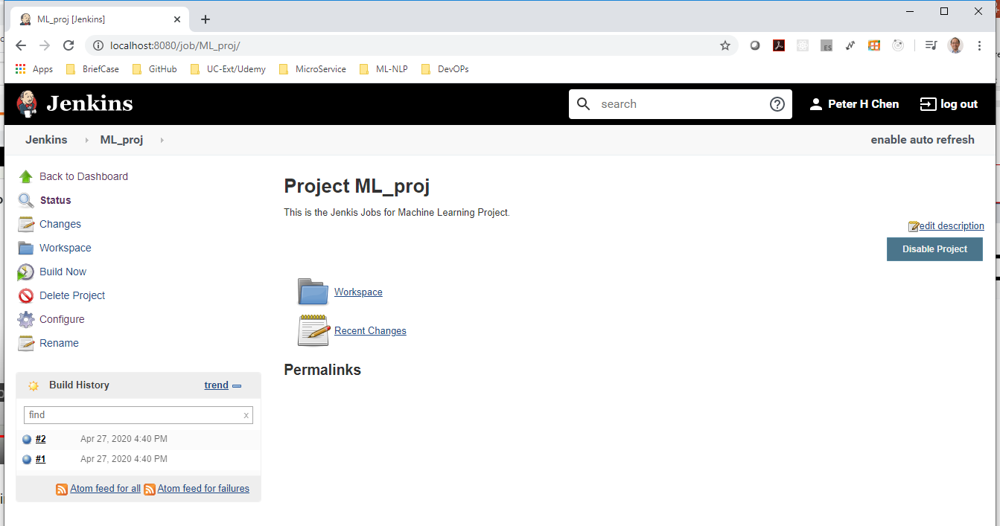 ML_proj [Jenkins]
localhost:8080/job/ML_proj/
ES
Apps BriefCase GitHub UC-Ext/Udemy MicroService ML-NLP DevOPs
Jenkins search Peter H Chen log out
Jenkins ML_proj enable auto refresh
Back to Dashboard
Status
Changes
Workspace
Build Now
Delete Project
Configure
Rename
Project ML_proj
This is the Jenkis Jobs for Machine Learning Project.
edit description
Disable Project
Workspace
Recent Changes
Permalinks
Build History trend
find x
#2 Apr 27, 2020 4:40 PM
#1 Apr 27, 2020 4:40 PM
Atom feed for all Atom feed for failures